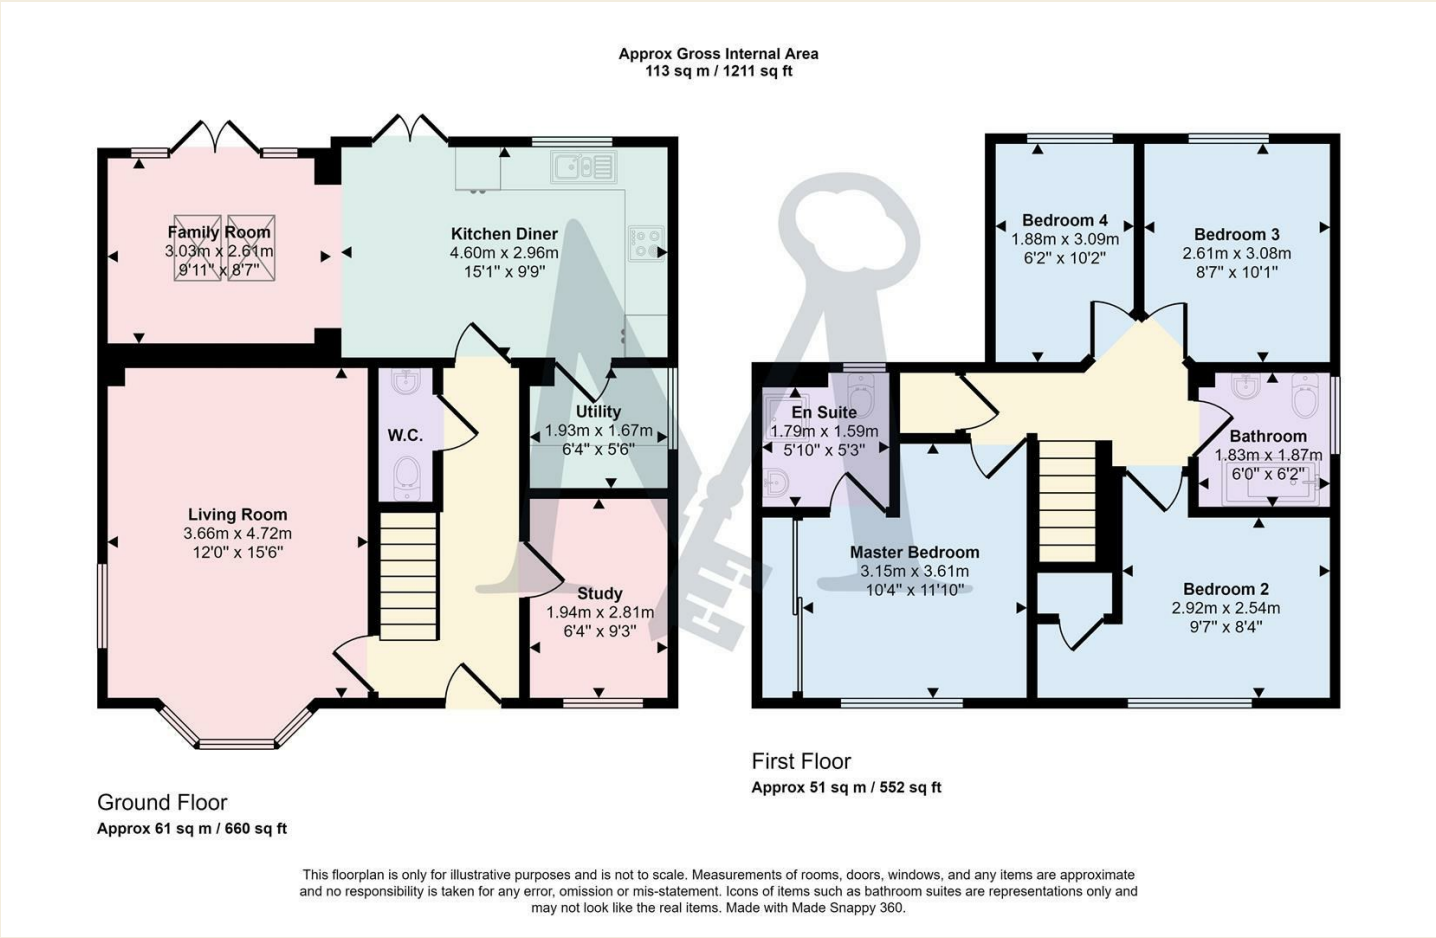 Approx Gross Internal Area
113 sq m / 1211 sq ft
Family Room
3.03m x 2.61m
9'11" x 8'7"
Kitchen Diner
4.60m x 2.96m
15'1" x 9'9"
Utility
1.93m x 1.67m
6'4" x 5'6"
W.C.
Living Room
3.66m x 4.72m
12'0" x 15'6"
Study
1.94m x 2.81m
6'4" x 9'3"
Ground Floor
Approx 61 sq m / 660 sq ft
Bedroom 4
1.88m x 3.09m
6'2" x 10'2"
Bedroom 3
2.61m x 3.08m
8'7" x 10'1"
En Suite
1.79m x 1.59m
5'10" x 5'3"
Bathroom
1.83m x 1.87m
6'0" x 6'2"
Master Bedroom
3.15m x 3.61m
10'4" x 11'10"
Bedroom 2
2.92m x 2.54m
9'7" x 8'4"
First Floor
Approx 51 sq m / 552 sq ft
This floorplan is only for illustrative purposes and is not to scale. Measurements of rooms, doors, windows, and any items are approximate
and no responsibility is taken for any error, omission or mis-statement. Icons of items such as bathroom suites are representations only and
may not look like the real items. Made with Made Snappy 360.